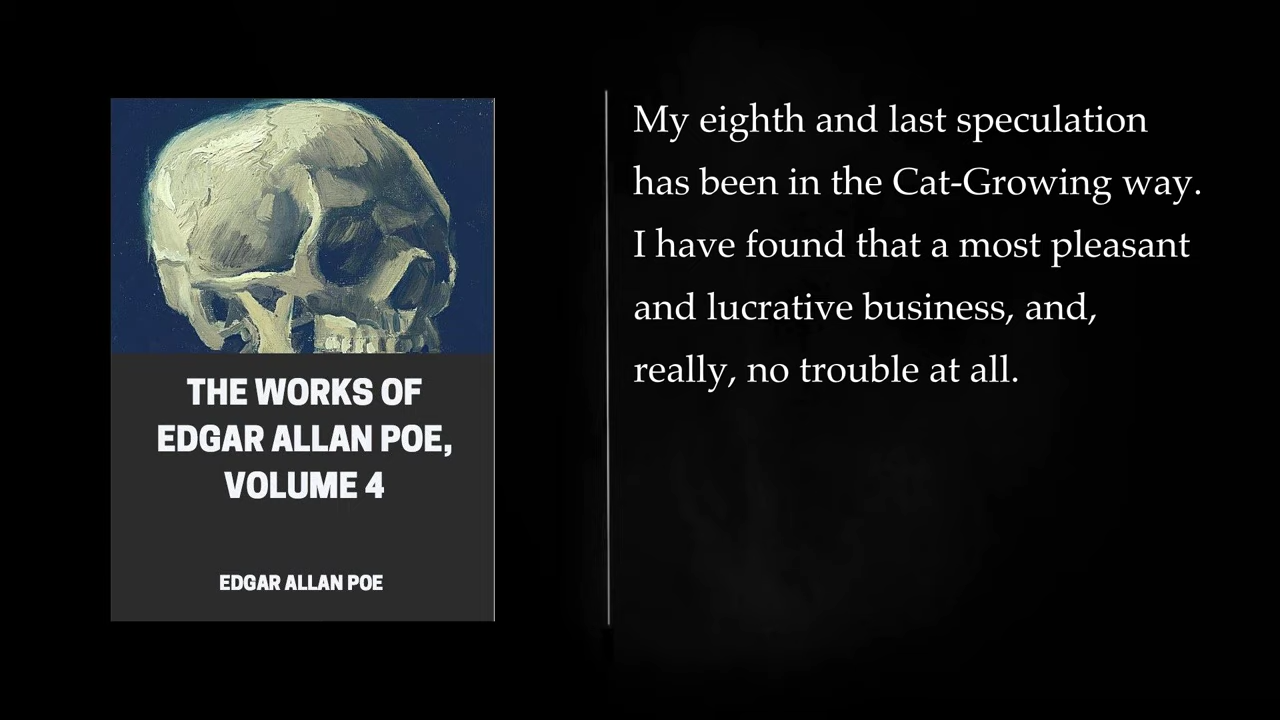 THE WORKS OF
EDGAR ALLAN POE,
VOLUME 4
EDGAR ALLAN POE
My eighth and last speculation
has been in the Cat-Growing way.
I have found that a most pleasant
and lucrative business, and,
really, no trouble at all.